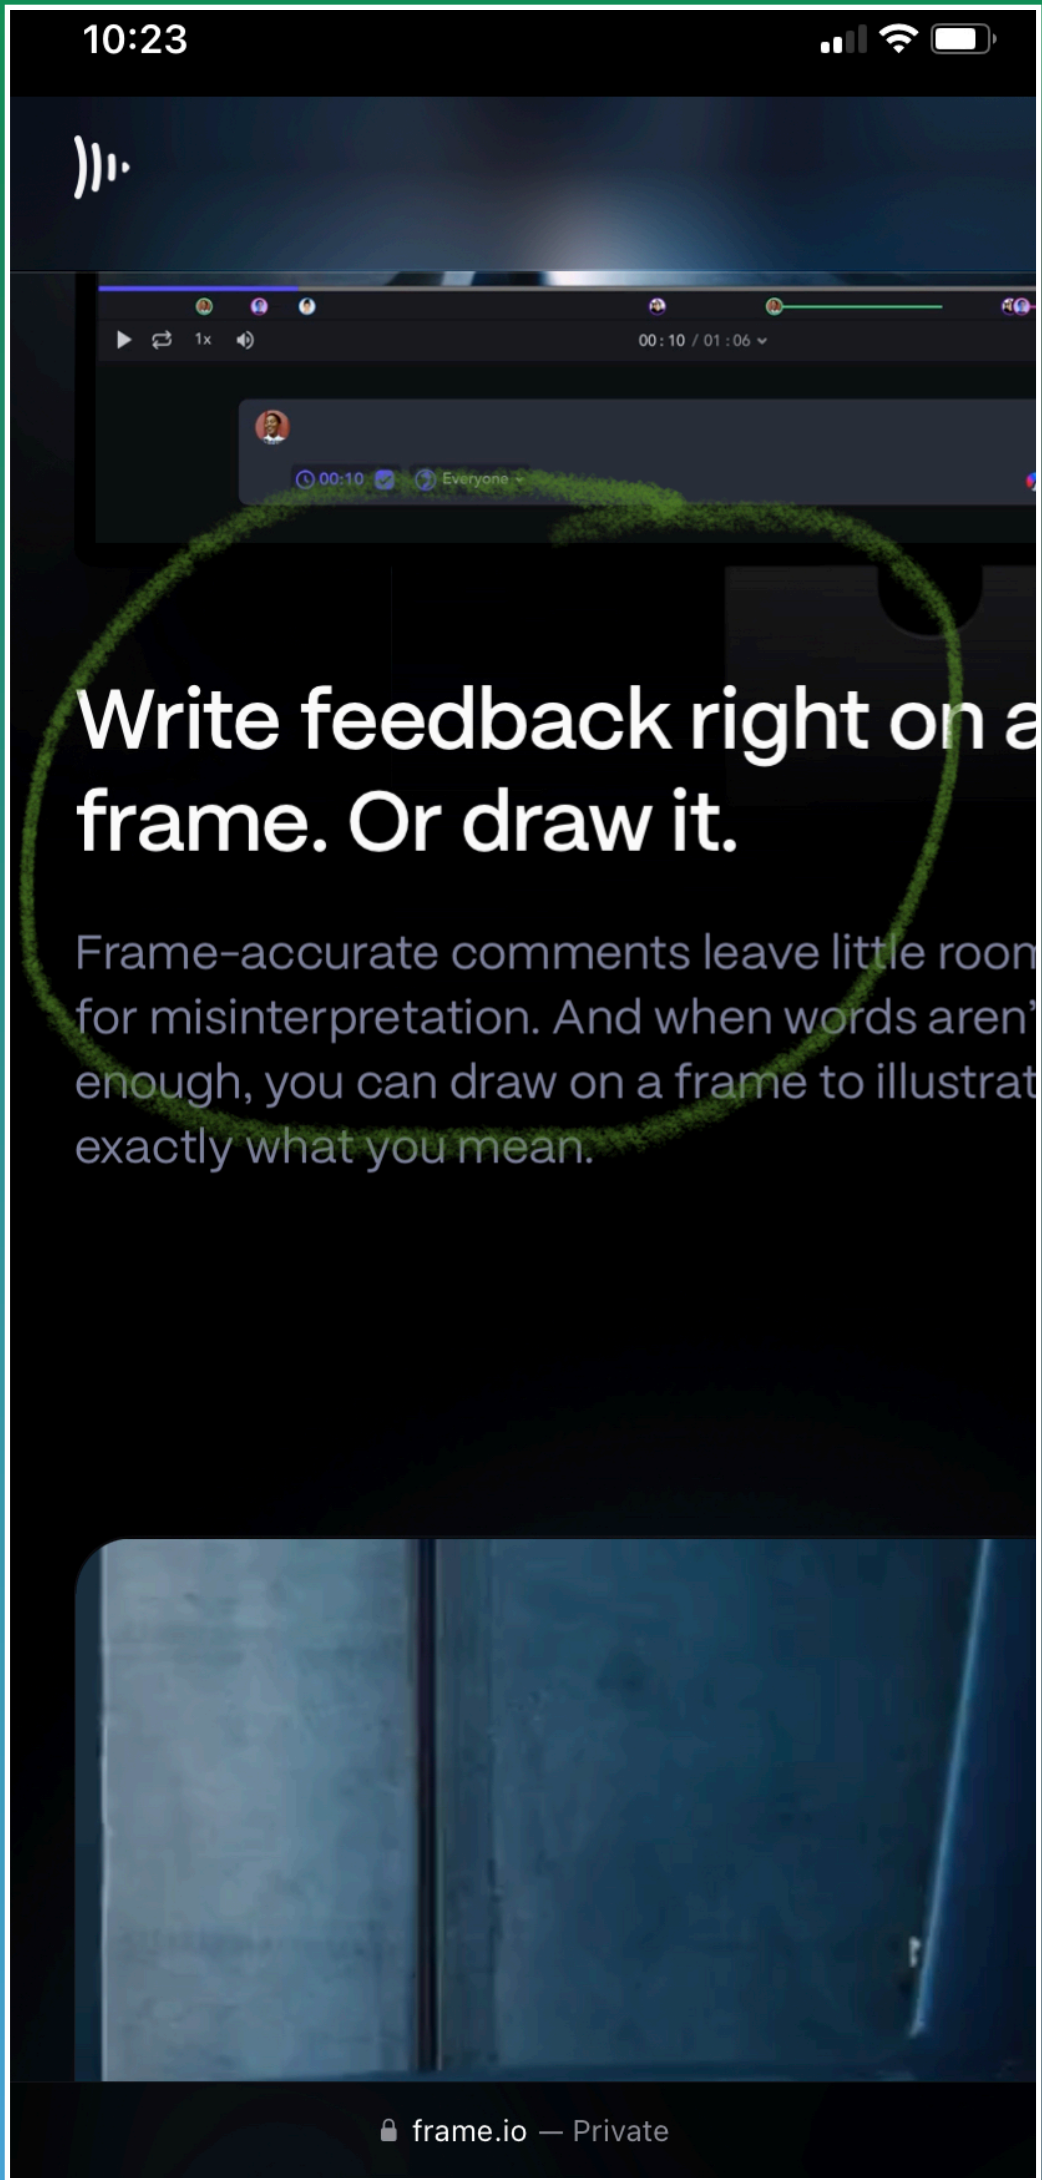 10:23
1x
00:10 / 01:06
00:10 Everyone
Write feedback right on a
frame. Or draw it.
Frame-accurate comments leave little room
for misinterpretation. And when words aren'
enough, you can draw on a frame to illustrat
exactly what you mean.
frame.io — Private